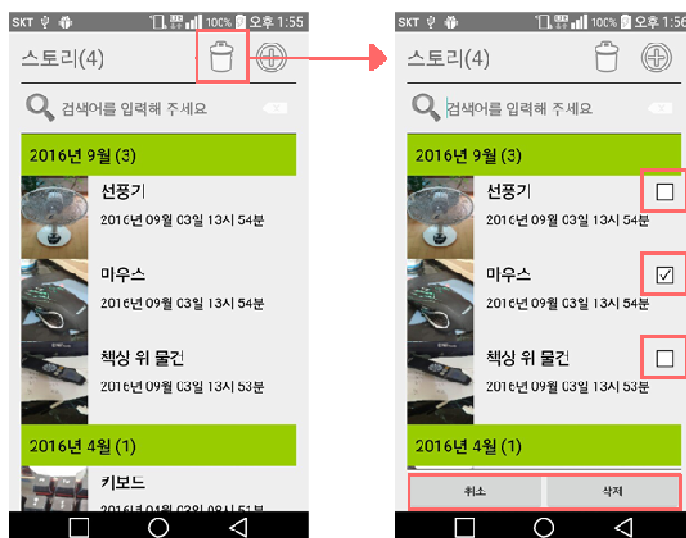 SKT 100% 오후 1:55
스토리(4)
검색어를 입력해 주세요
2016년 9월 (3)
선풍기
2016년 09월 03일 13시 54분
마우스
2016년 09월 03일 13시 54분
책상 위 물건
2016년 09월 03일 13시 53분
2016년 4월 (1)
키보드
SKT 100% 오후 1:56
스토리(4)
검색어를 입력해 주세요
2016년 9월 (3)
선풍기
2016년 09월 03일 13시 54분
마우스
2016년 09월 03일 13시 54분
책상 위 물건
2016년 09월 03일 13시 53분
2016년 4월 (1)
취소 삭제